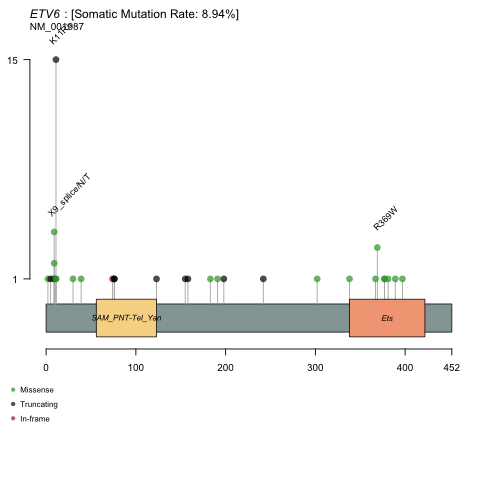 ETV6 : [Somatic Mutation Rate: 8.94%]
NM_001987
15
X9_splice/N/T
R369W
1
SAM_PNT-Tel_Yan
Ets
0
100
200
300
400
452
Missense
Truncating
In-frame